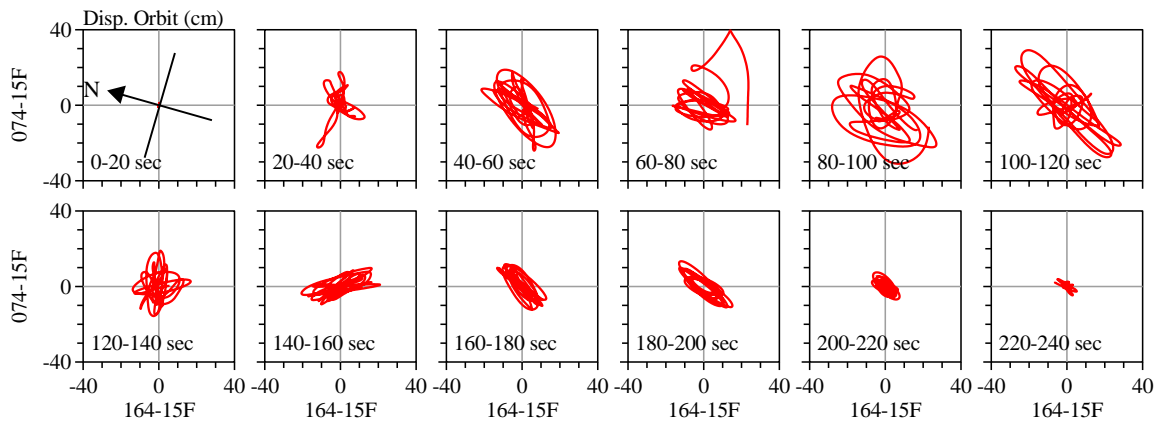 Disp. Orbit (cm)
40
0
-40
074-15F
N
0-20 sec
20-40 sec
40-60 sec
60-80 sec
80-100 sec
100-120 sec
40
0
-40
074-15F
120-140 sec
140-160 sec
160-180 sec
180-200 sec
200-220 sec
220-240 sec
-40 0 40 -40 0 40 -40 0 40 -40 0 40 -40 0 40 -40 0 40
164-15F 164-15F 164-15F 164-15F 164-15F 164-15F